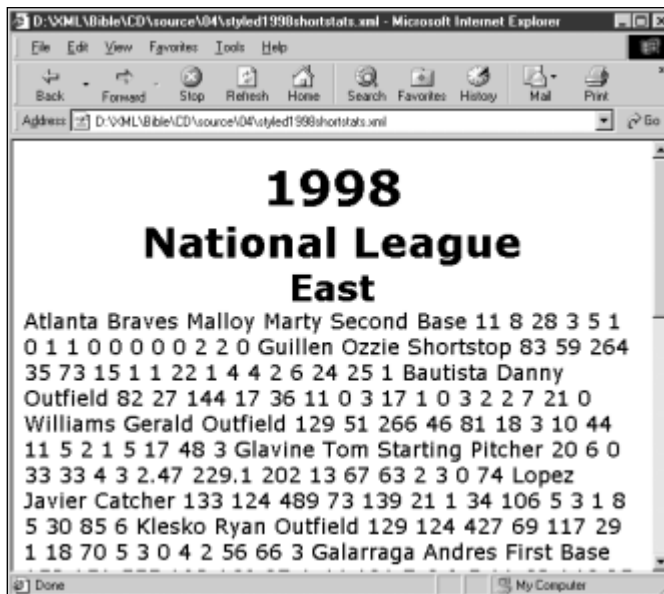 D:\XML\Bible\CD\source\04\styled1998shortstats.xml - Microsoft Internet Explorer
File Edit View Favorites Tools Help
Back Forward Stop Refresh Home Search Favorites History Mail Print
Address D:\XML\Bible\CD\source\04\styled1998shortstats.xml Go
1998
National League
East
Atlanta Braves Malloy Marty Second Base 11 8 28 3 5 1
0 1 1 0 0 0 0 0 2 2 0 Guillen Ozzie Shortstop 83 59 264
35 73 15 1 1 22 1 4 4 2 6 24 25 1 Bautista Danny
Outfield 82 27 144 17 36 11 0 3 17 1 0 3 2 2 7 21 0
Williams Gerald Outfield 129 51 266 46 81 18 3 10 44
11 5 2 1 5 17 48 3 Glavine Tom Starting Pitcher 20 6 0
33 33 4 3 2.47 229.1 202 13 67 63 2 3 0 74 Lopez
Javier Catcher 133 124 489 73 139 21 1 34 106 5 3 1 8
5 30 85 6 Klesko Ryan Outfield 129 124 427 69 117 29
1 18 70 5 3 0 4 2 56 66 3 Galarraga Andres First Base
Done My Computer